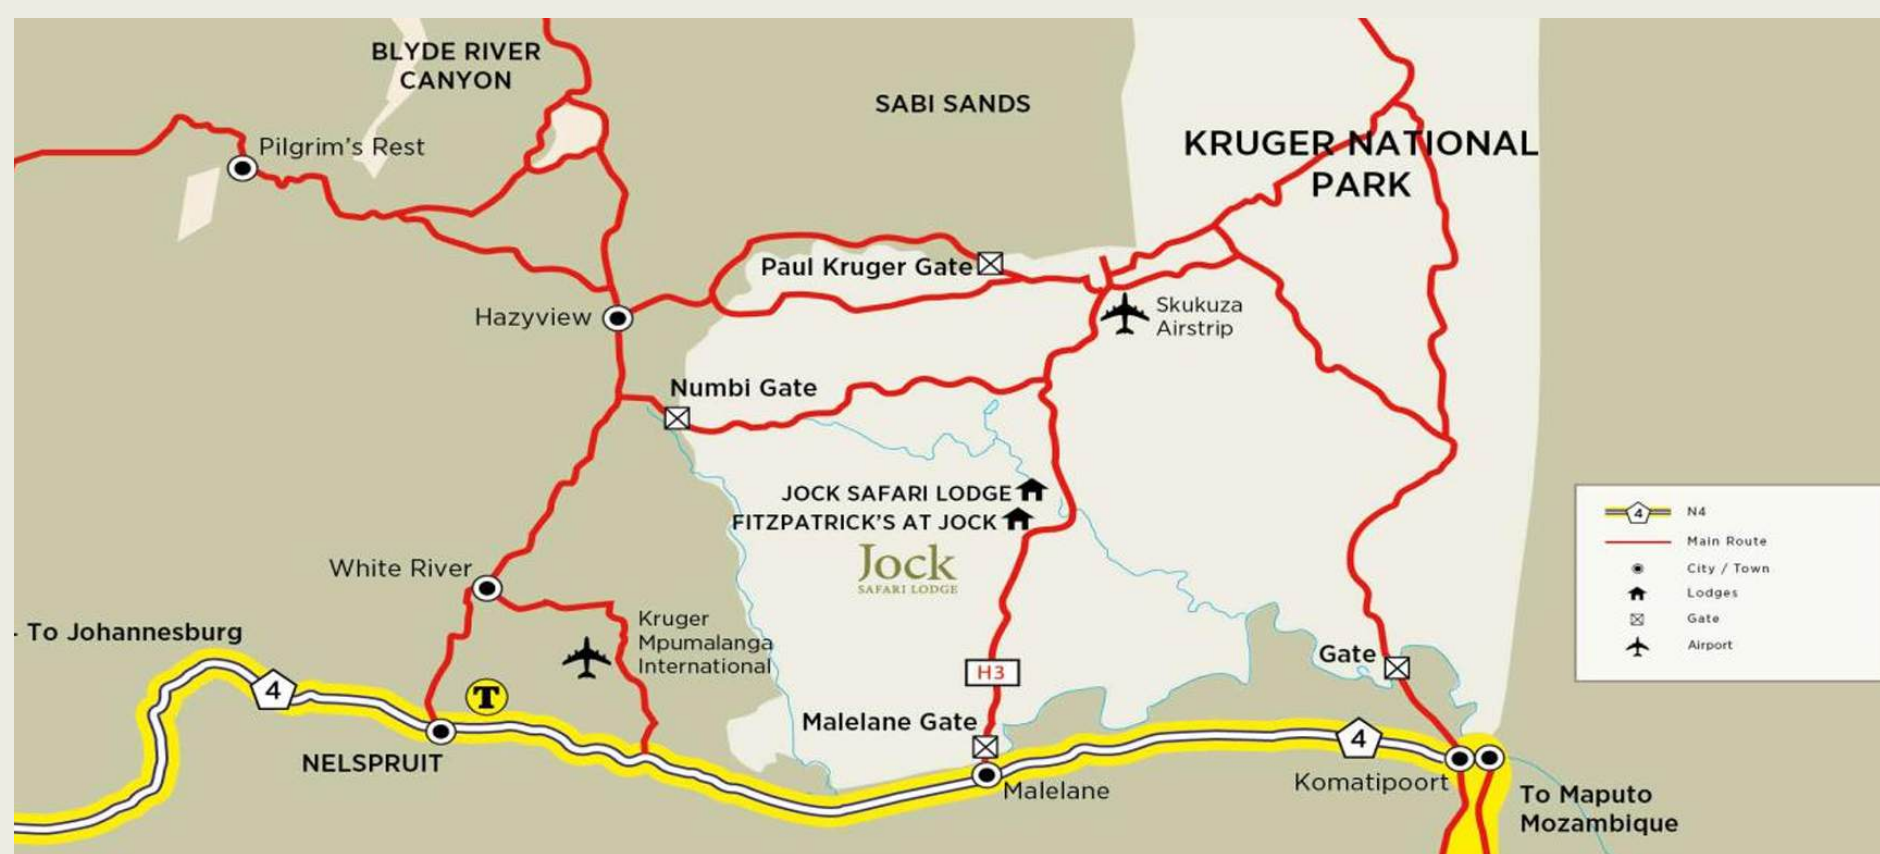 BLYDE RIVER
CANYON
SABI SANDS
KRUGER NATIONAL
PARK
Pilgrim's Rest
Paul Kruger Gate
Hazyview
Skukuza
Airstrip
Numbi Gate
JOCK SAFARI LODGE
FITZPATRICK'S AT JOCK
Jock
SAFARI LODGE
White River
Kruger
Mpumalanga
International
- To Johannesburg
4
T
H3
Gate
Malelane Gate
4
NELSPRUIT
Malelane
Komatipoort
To Maputo
Mozambique
4 N4
Main Route
City / Town
Lodges
Gate
Airport